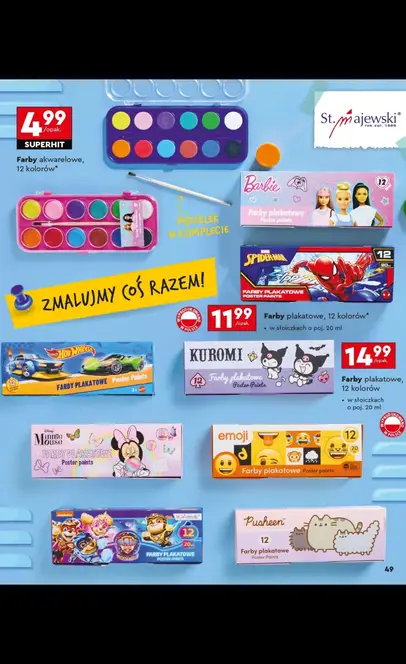 4.99
/opak.
SUPERHIT
Farby akwarelowe,
12 kolorów*
St. Majewski
PĘDZELEK
W KOMPLECIE
Barbie
12
Farby plakatowe
Poster paints
MARVEL
SPIDER-MAN
12
FARBY PLAKATOWE
POSTER PAINTS
ZMALUJMY COŚ RAZEM!
11.99
/opak.
Farby plakatowe, 12 kolorów*
• w słoiczkach o poj. 20 ml
Hot Wheels
FARBY PLAKATOWE Poster Paints
KUROMI
12
Farby plakatowe
Poster Paints
14.99
/opak.
Farby plakatowe,
12 kolorów
• w słoiczkach
o poj. 20 ml
Disney
Minnie
Mouse
FARBY PLAKATOWE
Poster paints
emoji
12
Farby plakatowe Poster paints
12
20 ml
FARBY PLAKATOWE
POSTER PAINTS
Pusheen
12
Farby plakatowe
Poster Paints
49